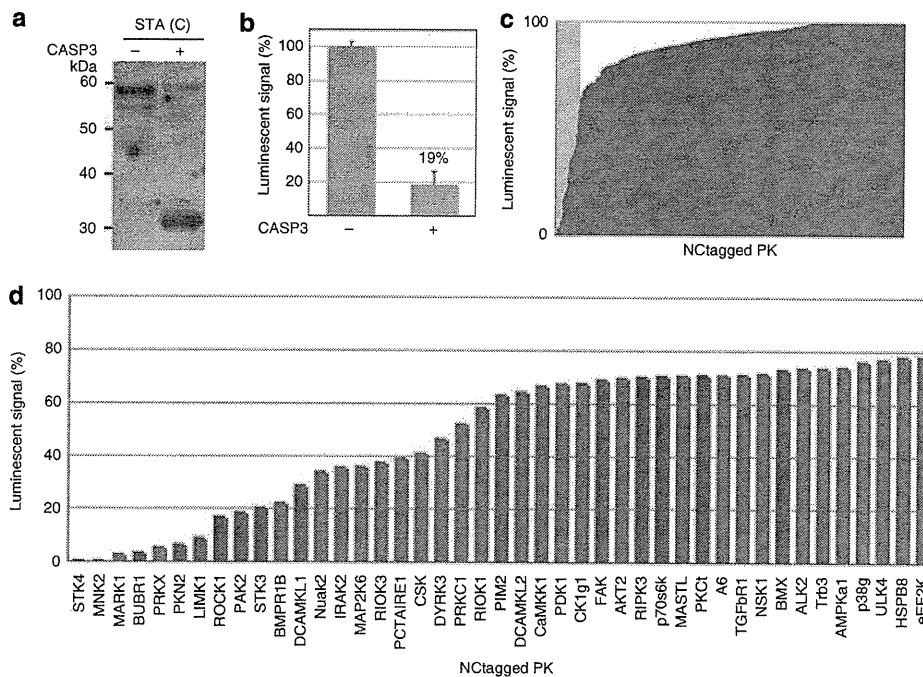 a
STA (C)
CASP3 – +
kDa
60
50
40
30
b
Luminescent signal (%)
100
80
60
40
20
19%
CASP3 – +
c
Luminescent signal (%)
100
0
NCtagged PK
d
Luminescent signal (%)
100
80
60
40
20
0
STK4
MNK2
MARK1
BUBR1
PRKX
PKN2
LIMK1
ROCK1
PAK2
STK3
BMPR1B
DCAMKL1
Nuak2
IRAK2
MAP2K6
RIOK3
PCTAIRE1
CSK
DYRK3
PRKC1
RIOK1
PIM2
DCAMKL2
CaMKK1
PDK1
CK1g1
FAK
AKT2
RIPK3
p70s6k
MASTL
PKCt
A6
TGFbR1
NSK1
BMX
ALK2
Trb3
AMPKa1
p38g
ULK4
HSPB8
eEF2K
NCtagged PK